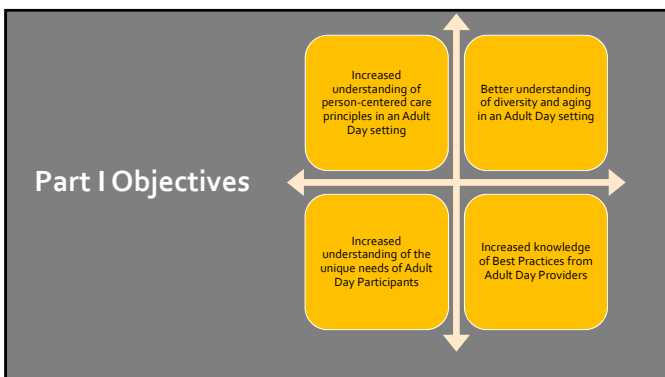 Part I Objectives
Increased
understanding of
person-centered care
principles in an Adult
Day setting
Better understanding
of diversity and aging
in an Adult Day setting
Increased
understanding of the
unique needs of Adult
Day Participants
Increased knowledge
of Best Practices from
Adult Day Providers